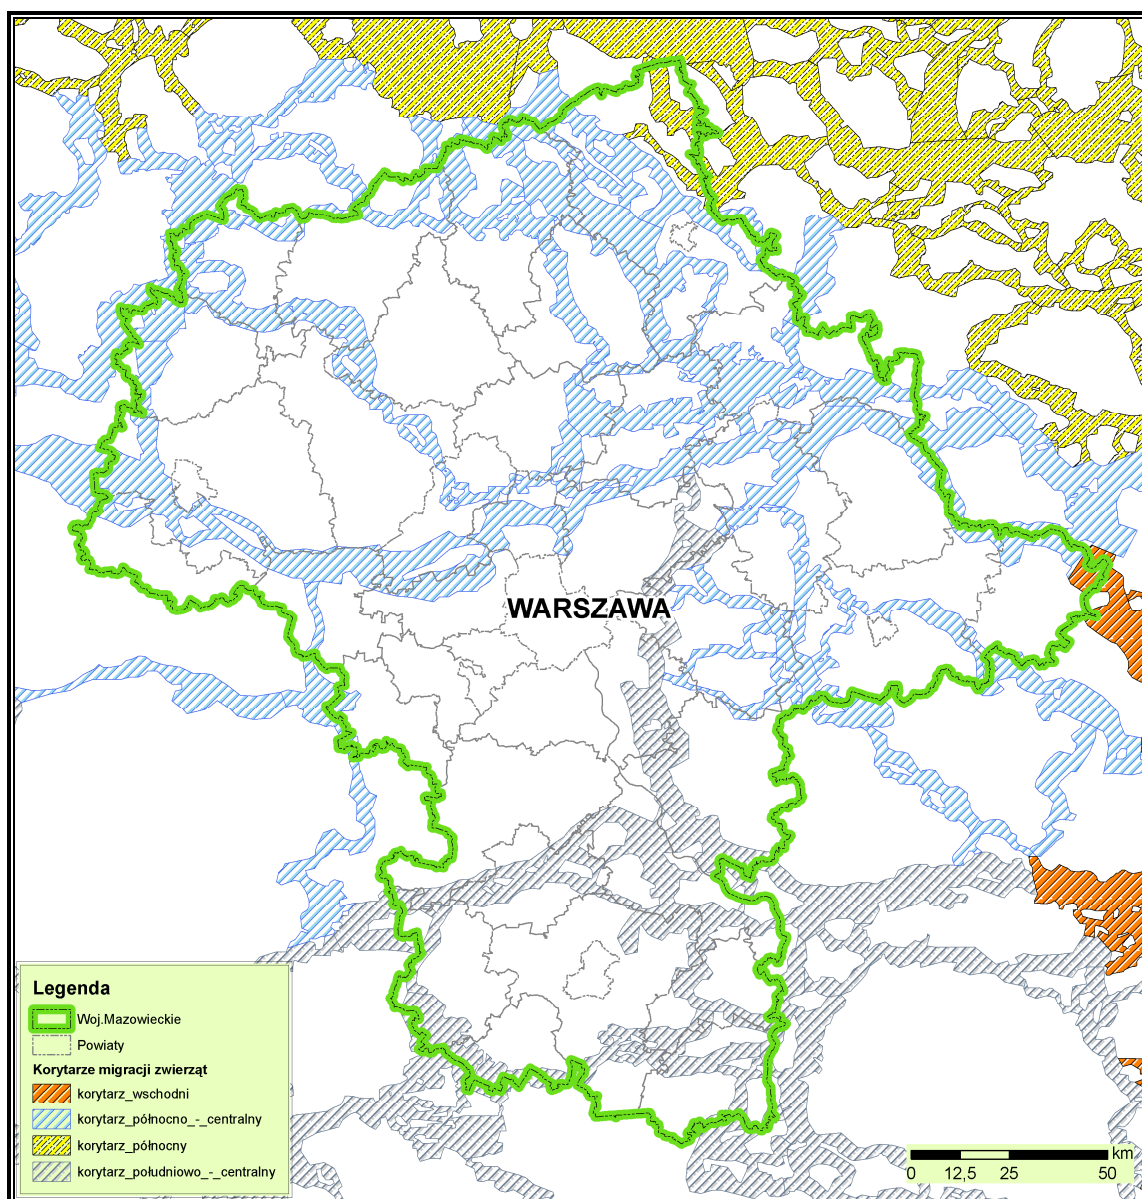 WARSZAWA
Legenda
Woj.Mazowieckie
Powiaty
Korytarze migracji zwierząt
korytarz_wschodni
korytarz_północno_-_centralny
korytarz_północny
korytarz_południowo_-_centralny
km
0 12,5 25 50